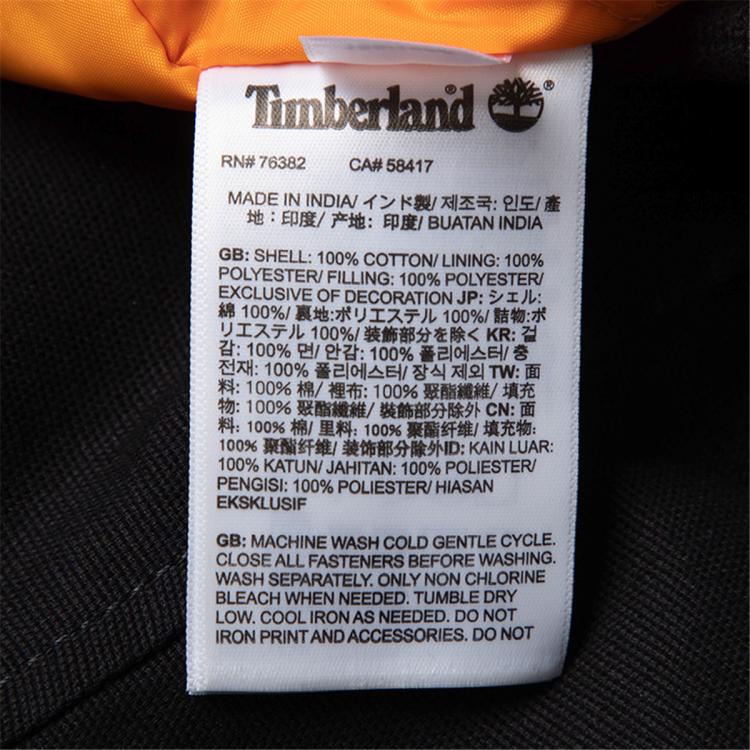 Timberland® ®
RN# 76382 CA# 58417
MADE IN INDIA/ インド製/ 제조국: 인도/ 產
地：印度/ 产地: 印度/ BUATAN INDIA
GB: SHELL: 100% COTTON/ LINING: 100%
POLYESTER/ FILLING: 100% POLYESTER/
EXCLUSIVE OF DECORATION JP: シェル:
綿 100%/ 裏地:ポリエステル 100%/ 詰物:ポ
リエステル 100%/ 装飾部分を除く KR: 겉
감: 100% 면/ 안감: 100% 폴리에스터/ 충
전재: 100% 폴리에스터/ 장식 제외 TW: 面
料: 100% 棉/ 裡布: 100% 聚酯纖維/ 填充
物: 100% 聚酯纖維/ 裝飾部分除外 CN: 面
料: 100% 棉/ 里料: 100% 聚酯纤维/ 填充物:
100% 聚酯纤维/ 装饰部分除外ID: KAIN LUAR:
100% KATUN/ JAHITAN: 100% POLIESTER/
PENGISI: 100% POLIESTER/ HIASAN
EKSKLUSIF
GB: MACHINE WASH COLD GENTLE CYCLE.
CLOSE ALL FASTENERS BEFORE WASHING.
WASH SEPARATELY. ONLY NON CHLORINE
BLEACH WHEN NEEDED. TUMBLE DRY
LOW. COOL IRON AS NEEDED. DO NOT
IRON PRINT AND ACCESSORIES. DO NOT